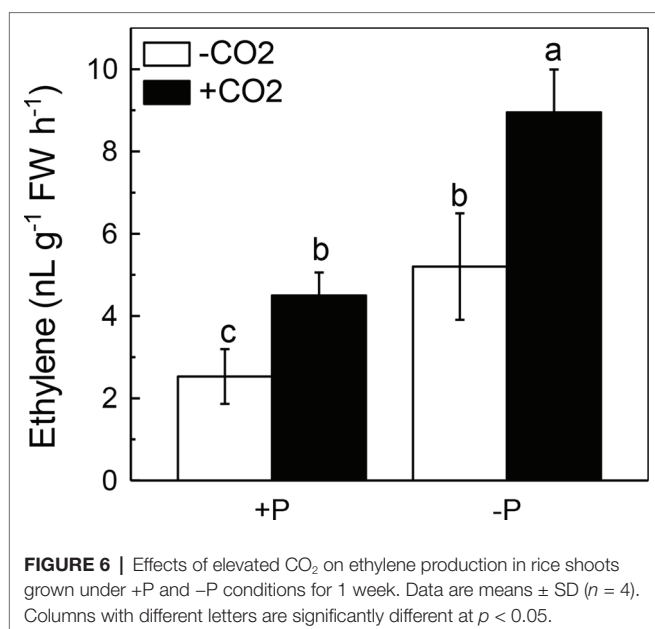 -CO2
+CO2
a
b
b
c
10
8
6
4
2
0
Ethylene (nL g⁻¹ FW h⁻¹)
+P -P
FIGURE 6 | Effects of elevated CO₂ on ethylene production in rice shoots
grown under +P and −P conditions for 1 week. Data are means ± SD (n = 4).
Columns with different letters are significantly different at p < 0.05.